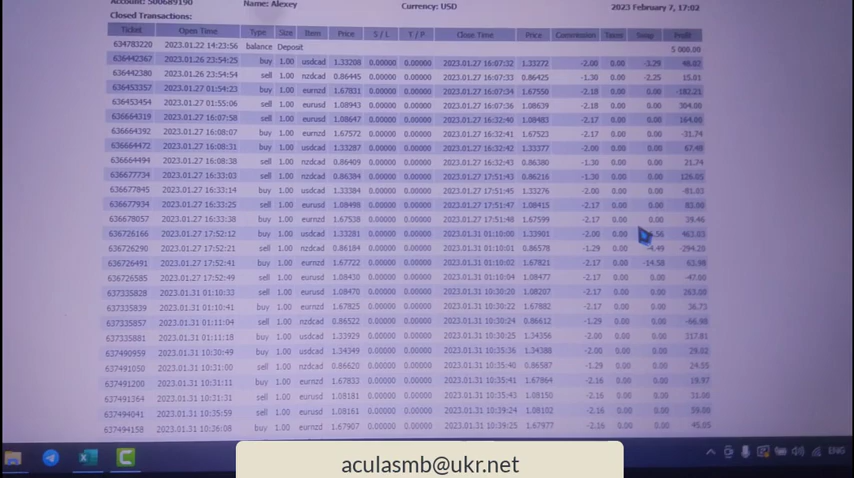 Account: 500689190 Name: Alexey Currency: USD 2023 February 7, 17:02
Closed Transactions:
Ticket Open Time Type Size Item Price S / L T / P Close Time Price Commission Taxes Swap Profit
634783220 2023.01.22 14:23:56 balance Deposit 5 000.00
636442367 2023.01.26 23:54:25 buy 1.00 usdcad 1.33208 0.00000 0.00000 2023.01.27 16:07:32 1.33272 -2.00 0.00 -1.29 48.02
636442380 2023.01.26 23:54:54 sell 1.00 nzdcad 0.86445 0.00000 0.00000 2023.01.27 16:07:33 0.86425 -1.30 0.00 -2.25 15.01
636453357 2023.01.27 01:54:23 buy 1.00 eurnzd 1.67831 0.00000 0.00000 2023.01.27 16:07:34 1.67550 -2.18 0.00 0.00 -182.21
636453454 2023.01.27 01:55:06 sell 1.00 eurusd 1.08943 0.00000 0.00000 2023.01.27 16:07:36 1.08639 -2.18 0.00 0.00 304.00
636664319 2023.01.27 16:07:58 sell 1.00 eurusd 1.08647 0.00000 0.00000 2023.01.27 16:32:40 1.08483 -2.17 0.00 0.00 164.00
636664392 2023.01.27 16:08:07 buy 1.00 eurnzd 1.67572 0.00000 0.00000 2023.01.27 16:32:41 1.67523 -2.17 0.00 0.00 -31.74
636664472 2023.01.27 16:08:31 buy 1.00 usdcad 1.33287 0.00000 0.00000 2023.01.27 16:32:42 1.33377 -2.00 0.00 0.00 67.48
636664494 2023.01.27 16:08:38 sell 1.00 nzdcad 0.86409 0.00000 0.00000 2023.01.27 16:32:43 0.86380 -1.30 0.00 0.00 21.74
636677734 2023.01.27 16:33:03 sell 1.00 nzdcad 0.86384 0.00000 0.00000 2023.01.27 17:51:43 0.86216 -1.30 0.00 0.00 126.05
636677845 2023.01.27 16:33:14 buy 1.00 usdcad 1.33384 0.00000 0.00000 2023.01.27 17:51:45 1.33276 -2.00 0.00 0.00 -81.03
636677934 2023.01.27 16:33:25 sell 1.00 eurusd 1.08498 0.00000 0.00000 2023.01.27 17:51:47 1.08415 -2.17 0.00 0.00 83.00
636678057 2023.01.27 16:33:38 buy 1.00 eurnzd 1.67538 0.00000 0.00000 2023.01.27 17:51:48 1.67599 -2.17 0.00 0.00 39.46
636726166 2023.01.27 17:52:12 buy 1.00 usdcad 1.33281 0.00000 0.00000 2023.01.31 01:10:00 1.33901 -2.00 0.00 463.03
636726290 2023.01.27 17:52:21 sell 1.00 nzdcad 0.86184 0.00000 0.00000 2023.01.31 01:10:01 0.86578 -1.29 0.00 -4.49 -294.20
636726491 2023.01.27 17:52:41 buy 1.00 eurnzd 1.67722 0.00000 0.00000 2023.01.31 01:10:02 1.67821 -2.17 0.00 -14.58 63.98
636726585 2023.01.27 17:52:49 sell 1.00 eurusd 1.08430 0.00000 0.00000 2023.01.31 01:10:04 1.08477 -2.17 0.00 0.00 -47.00
637335828 2023.01.31 01:10:33 sell 1.00 eurusd 1.08470 0.00000 0.00000 2023.01.31 10:30:20 1.08207 -2.17 0.00 0.00 263.00
637335839 2023.01.31 01:10:41 buy 1.00 eurnzd 1.67825 0.00000 0.00000 2023.01.31 10:30:22 1.67882 -2.17 0.00 0.00 36.73
637335857 2023.01.31 01:11:04 sell 1.00 nzdcad 0.86522 0.00000 0.00000 2023.01.31 10:30:24 0.86612 -1.29 0.00 0.00 -66.98
637335881 2023.01.31 01:11:18 buy 1.00 usdcad 1.33929 0.00000 0.00000 2023.01.31 10:30:25 1.34356 -2.00 0.00 0.00 317.81
637490959 2023.01.31 10:30:49 buy 1.00 usdcad 1.34349 0.00000 0.00000 2023.01.31 10:35:36 1.34388 -2.00 0.00 0.00 29.02
637491050 2023.01.31 10:31:00 sell 1.00 nzdcad 0.86620 0.00000 0.00000 2023.01.31 10:35:40 0.86587 -1.29 0.00 0.00 24.55
637491200 2023.01.31 10:31:11 buy 1.00 eurnzd 1.67833 0.00000 0.00000 2023.01.31 10:35:41 1.67864 -2.16 0.00 0.00 19.97
637491364 2023.01.31 10:31:31 sell 1.00 eurusd 1.08181 0.00000 0.00000 2023.01.31 10:35:43 1.08150 -2.16 0.00 0.00 31.00
637494041 2023.01.31 10:35:59 sell 1.00 eurusd 1.08161 0.00000 0.00000 2023.01.31 10:39:24 1.08102 -2.16 0.00 0.00 59.00
637494158 2023.01.31 10:36:08 buy 1.00 eurnzd 1.67907 0.00000 0.00000 2023.01.31 10:39:25 1.67977 -2.16 0.00 0.00 45.05
ENG
aculasmb@ukr.net